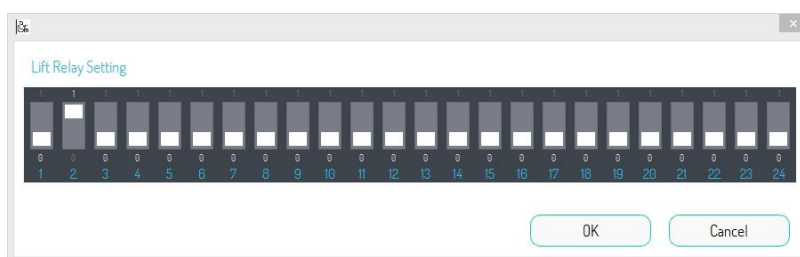 Lift Relay Setting
1 1 1 1 1 1 1 1 1 1 1 1 1 1 1 1 1 1 1 1 1 1 1 1
0 0 0 0 0 0 0 0 0 0 0 0 0 0 0 0 0 0 0 0 0 0 0 0
1 2 3 4 5 6 7 8 9 10 11 12 13 14 15 16 17 18 19 20 21 22 23 24
OK Cancel